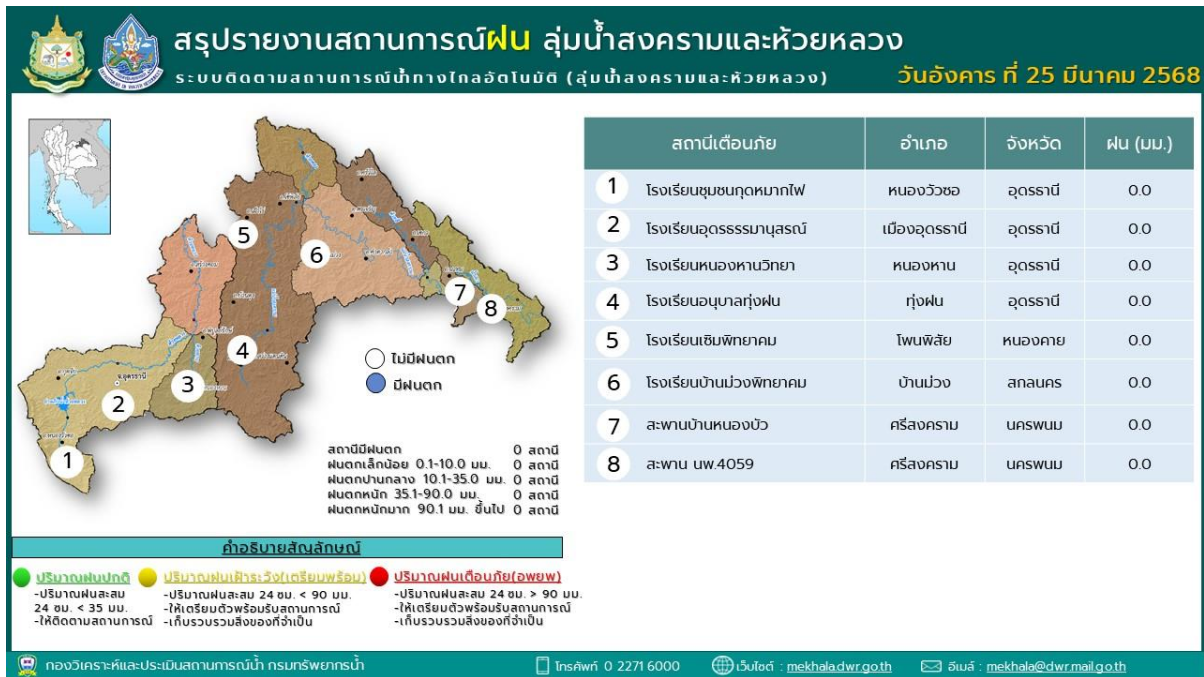 สรุปรายงานสถานการณ์ฝน ลุ่มน้ำสงครามและห้วยหลวง
ระบบติดตามสถานการณ์น้ำทางไกลอัตโนมัติ (ลุ่มน้ำสงครามและห้วยหลวง)
วันอังคาร ที่ 25 มีนาคม 2568
5
6
7
8
4
3
2
1
ไม่มีฝนตก
มีฝนตก
สถานีมีฝนตก 0 สถานี
ฝนตกเล็กน้อย 0.1-10.0 มม. 0 สถานี
ฝนตกปานกลาง 10.1-35.0 มม. 0 สถานี
ฝนตกหนัก 35.1-90.0 มม. 0 สถานี
ฝนตกหนักมาก 90.1 มม. ขึ้นไป 0 สถานี
สถานีเตือนภัย อำเภอ จังหวัด ฝน (มม.)
1 โรงเรียนชุมชนกุดหมากไฟ หนองวัวซอ อุดรธานี 0.0
2 โรงเรียนอุดรธรรมานุสรณ์ เมืองอุดรธานี อุดรธานี 0.0
3 โรงเรียนหนองหานวิทยา หนองหาน อุดรธานี 0.0
4 โรงเรียนอนุบาลทุ่งฝน ทุ่งฝน อุดรธานี 0.0
5 โรงเรียนเซิมพิทยาคม โพนพิสัย หนองคาย 0.0
6 โรงเรียนบ้านม่วงพิทยาคม บ้านม่วง สกลนคร 0.0
7 สะพานบ้านหนองบัว ศรีสงคราม นครพนม 0.0
8 สะพาน นพ.4059 ศรีสงคราม นครพนม 0.0
คำอธิบายสัญลักษณ์
ปริมาณฝนปกติ
-ปริมาณฝนสะสม
24 ซม. < 35 มม.
-ให้ติดตามสถานการณ์
ปริมาณฝนเฝ้าระวัง(เตรียมพร้อม)
-ปริมาณฝนสะสม 24 ซม. < 90 มม.
-ให้เตรียมตัวพร้อมรับสถานการณ์
-เก็บรวบรวมสิ่งของที่จำเป็น
ปริมาณฝนเตือนภัย(อพยพ)
-ปริมาณฝนสะสม 24 ซม. > 90 มม.
-ให้เตรียมตัวพร้อมรับสถานการณ์
-เก็บรวบรวมสิ่งของที่จำเป็น
กองวิเคราะห์และประเมินสถานการณ์น้ำ กรมทรัพยากรน้ำ โทรศัพท์ 0 2271 6000 เว็บไซต์ : mekhala.dwr.go.th อีเมล์ : mekhala@dwr.mail.go.th